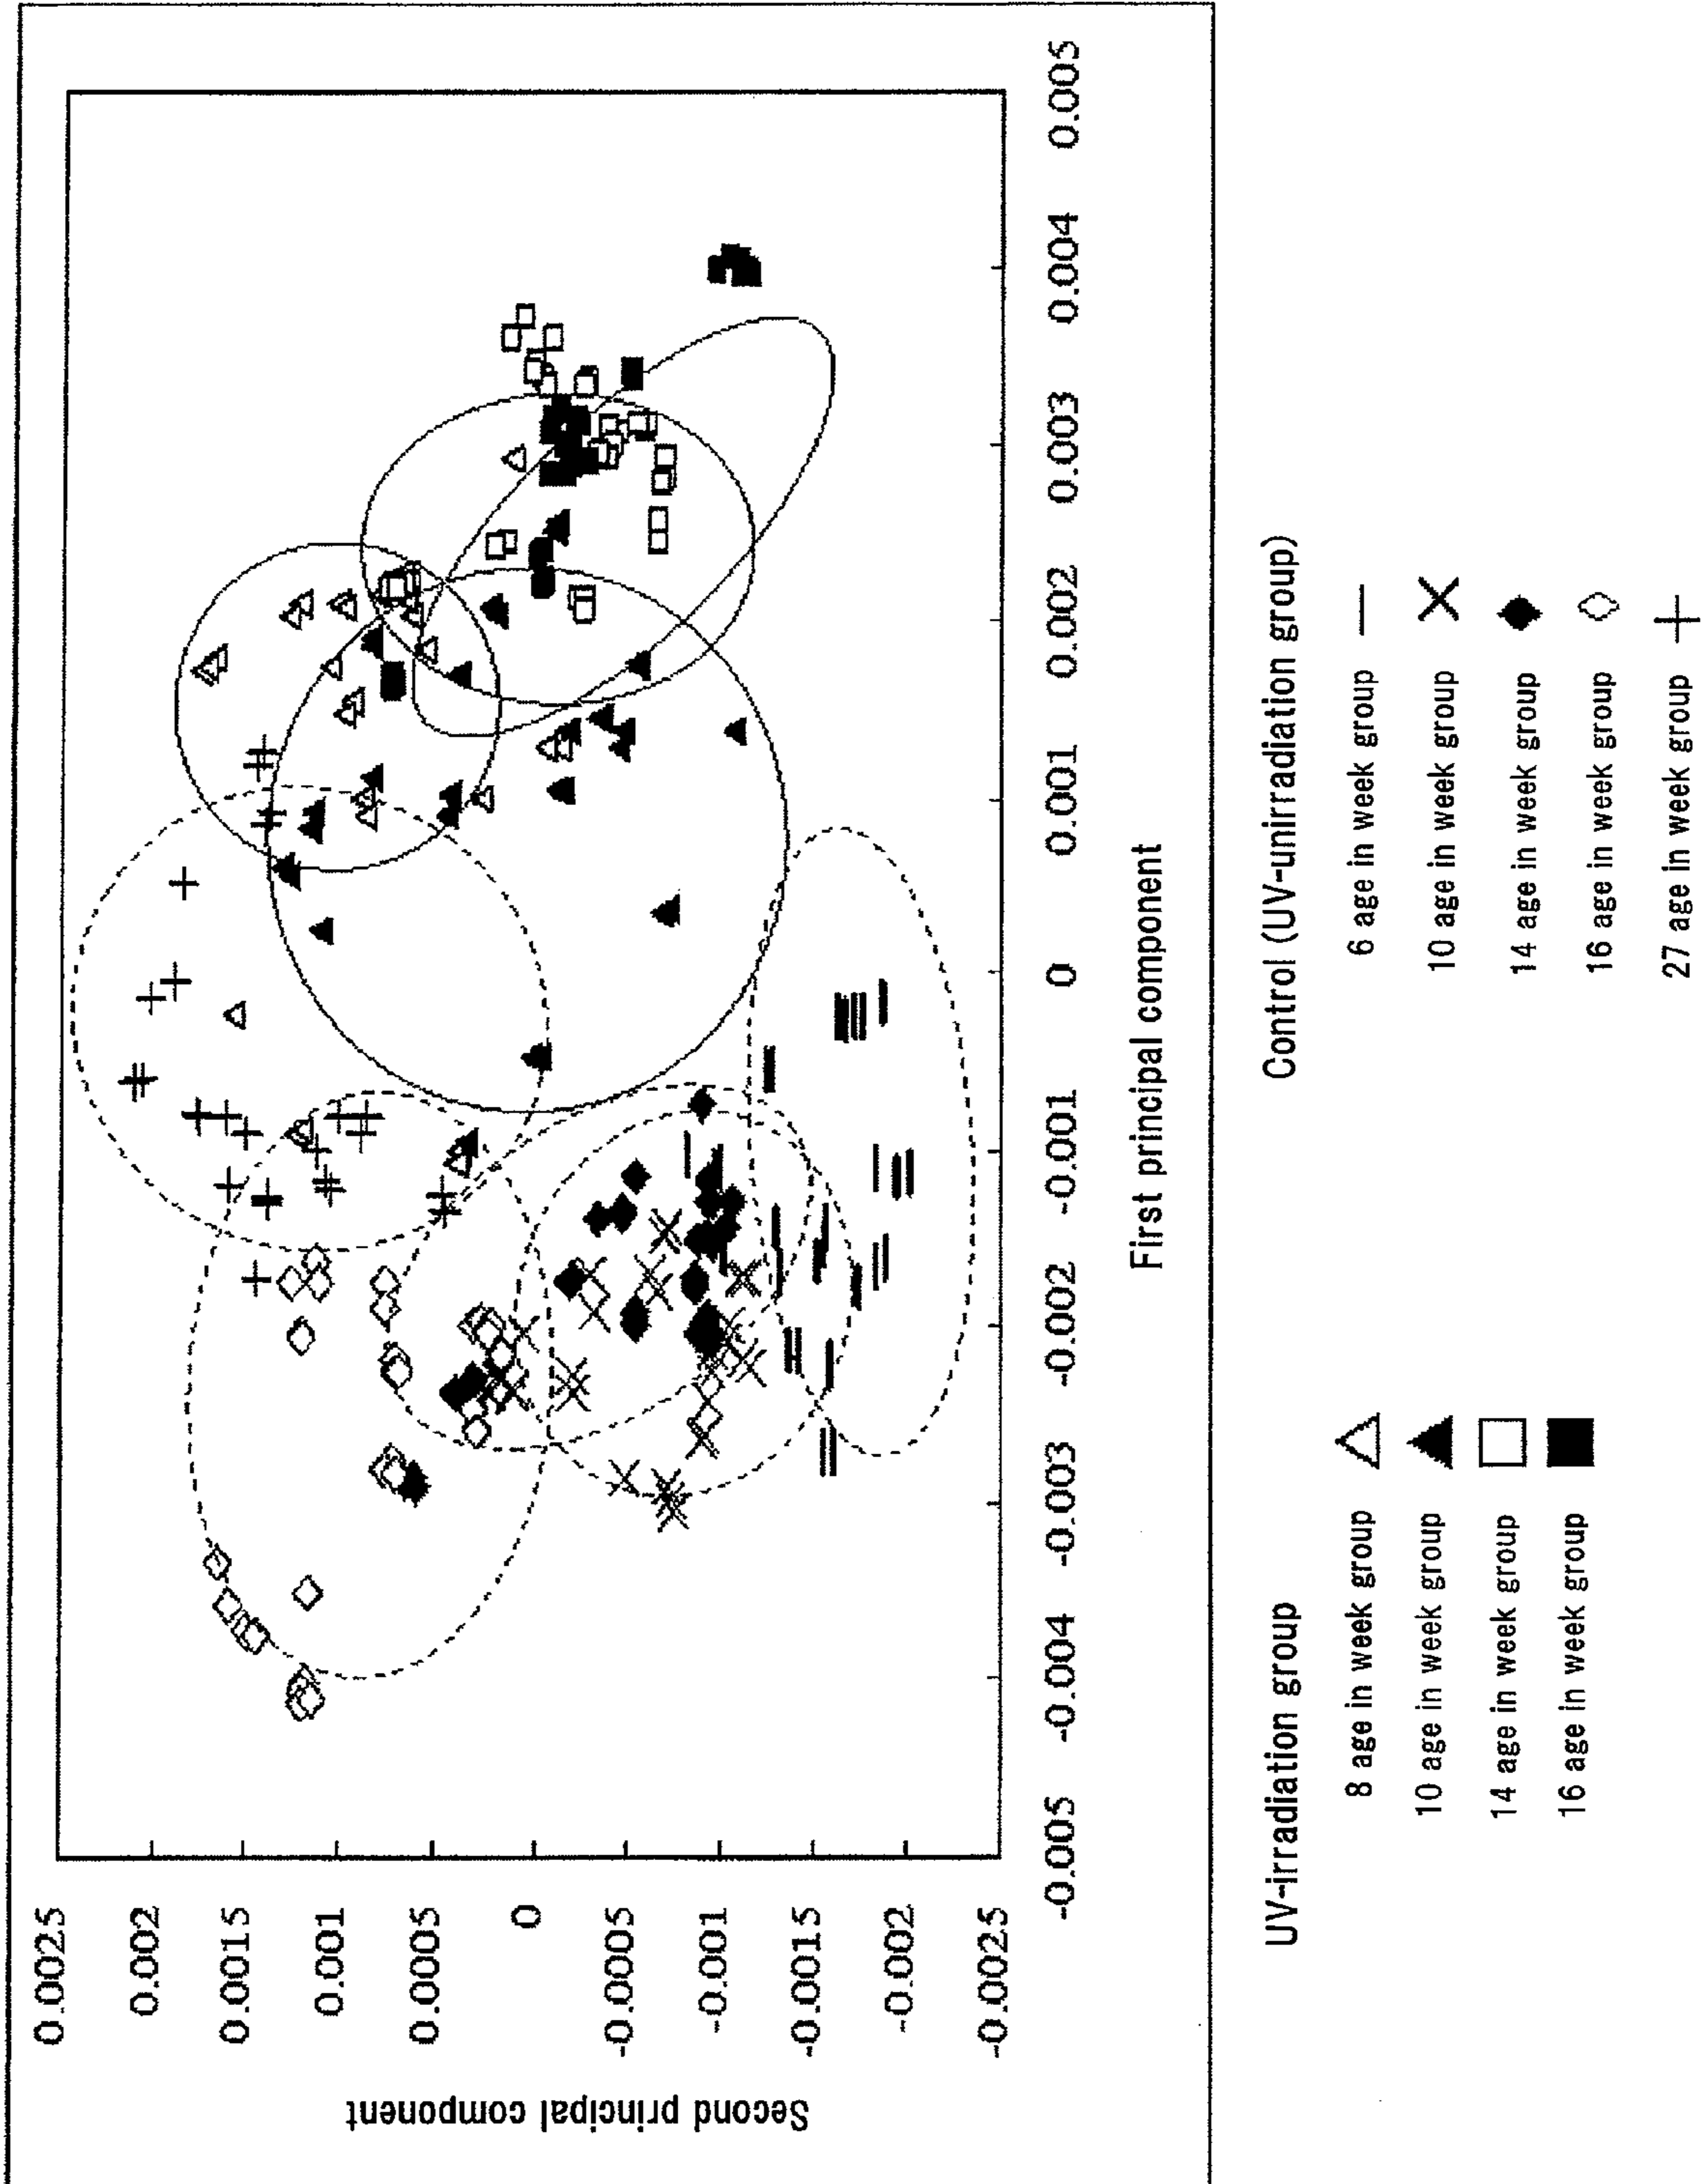 Second principal component
0.0025
0.002
0.0015
0.001
0.0005
0
-0.0005
-0.001
-0.0015
-0.002
-0.0025
-0.005
-0.004
-0.003
-0.002
-0.001
0
0.001
0.002
0.003
0.004
0.005
First principal component
UV-irradiation group
8 age in week group
10 age in week group
14 age in week group
16 age in week group
Control (UV-unirradiation group)
6 age in week group
10 age in week group
14 age in week group
16 age in week group
27 age in week group